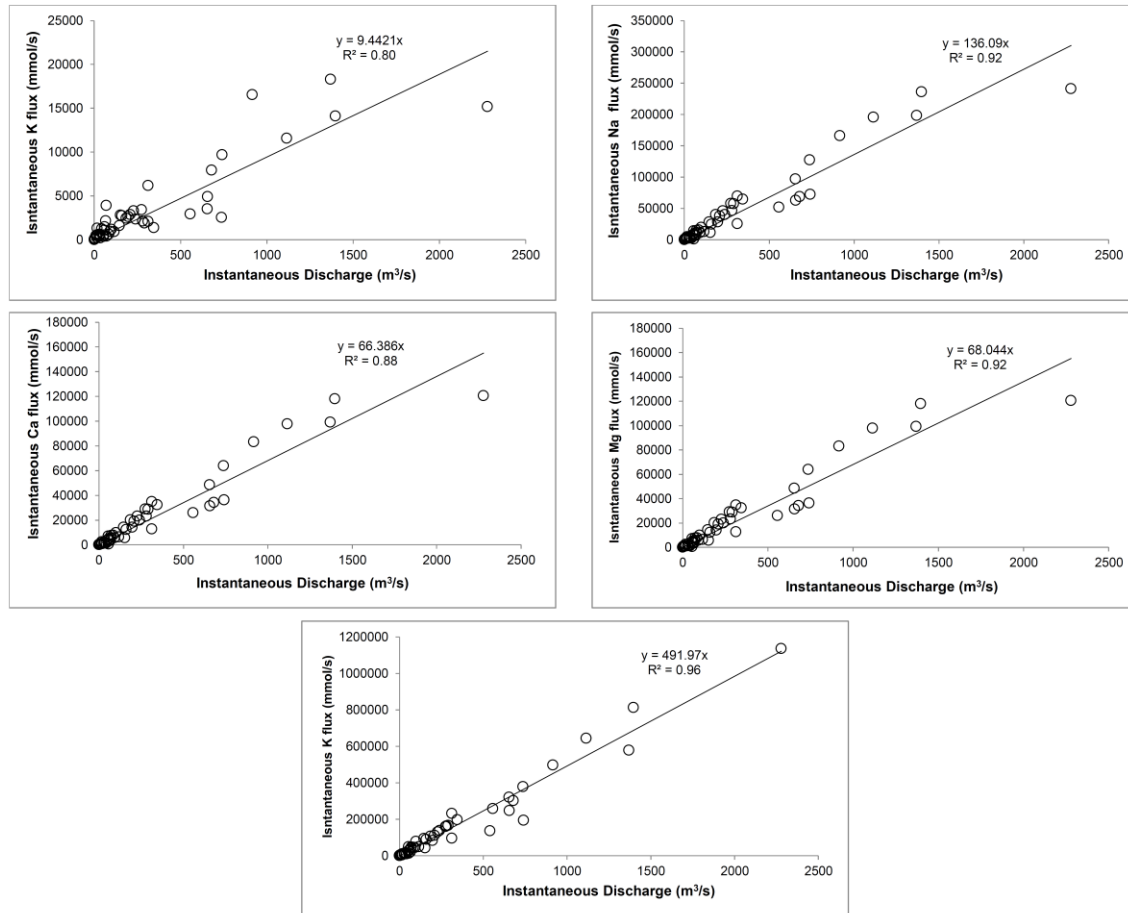 Isnstantaneous K flux (mmol/s)
25000
20000
15000
10000
5000
0
y = 9.4421x
R² = 0.80
0 500 1000 1500 2000 2500
Instantaneous Discharge (m³/s)
Isnstantaneous Na flux (mmol/s)
350000
300000
250000
200000
150000
100000
50000
0
y = 136.09x
R² = 0.92
0 500 1000 1500 2000 2500
Instantaneous Discharge (m³/s)
Isnstantaneous Ca flux (mmol/s)
180000
160000
140000
120000
100000
80000
60000
40000
20000
0
y = 66.386x
R² = 0.88
0 500 1000 1500 2000 2500
Instantaneous Discharge (m³/s)
Isnstantaneous Mg flux (mmol/s)
180000
160000
140000
120000
100000
80000
60000
40000
20000
0
y = 68.044x
R² = 0.92
0 500 1000 1500 2000 2500
Instantaneous Discharge (m³/s)
Isnstantaneous K flux (mmol/s)
1200000
1000000
800000
600000
400000
200000
0
y = 491.97x
R² = 0.96
0 500 1000 1500 2000 2500
Instantaneous Discharge (m³/s)